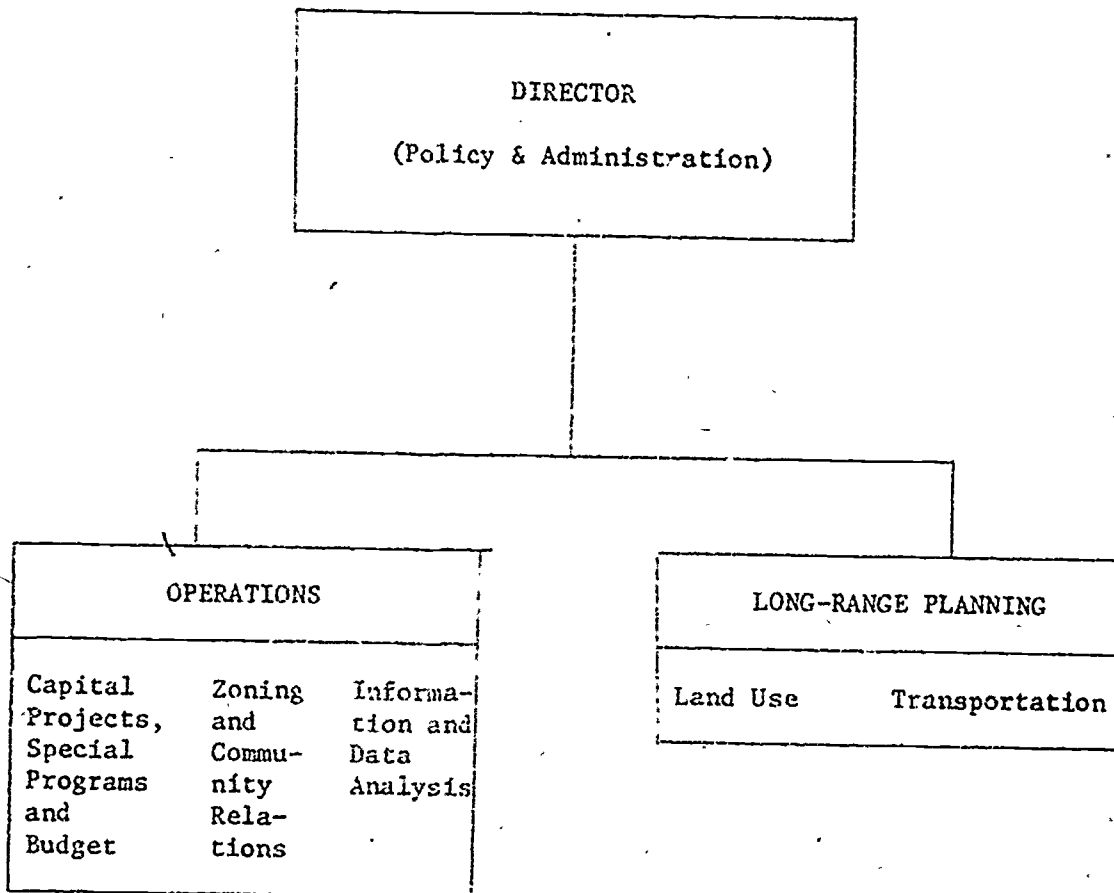 DIRECTOR
(Policy & Administration)
OPERATIONS
Capital
Projects,
Special
Programs
and
Budget
Zoning
and
Commu-
nity
Rela-
tions
Informa-
tion and
Data
Analysis
LONG-RANGE PLANNING
Land Use
Transportation